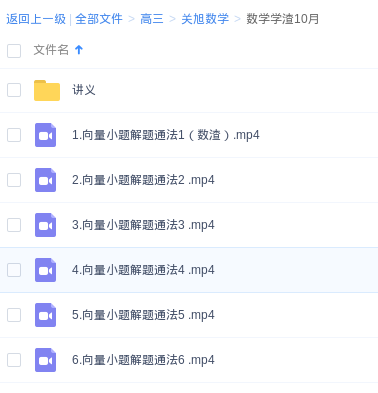 返回上一级 | 全部文件 > 高三 > 关旭数学 > 数学学渣10月
文件名
讲义
1.向量小题解题通法1（数渣）.mp4
2.向量小题解题通法2 .mp4
3.向量小题解题通法3 .mp4
4.向量小题解题通法4 .mp4
5.向量小题解题通法5 .mp4
6.向量小题解题通法6 .mp4